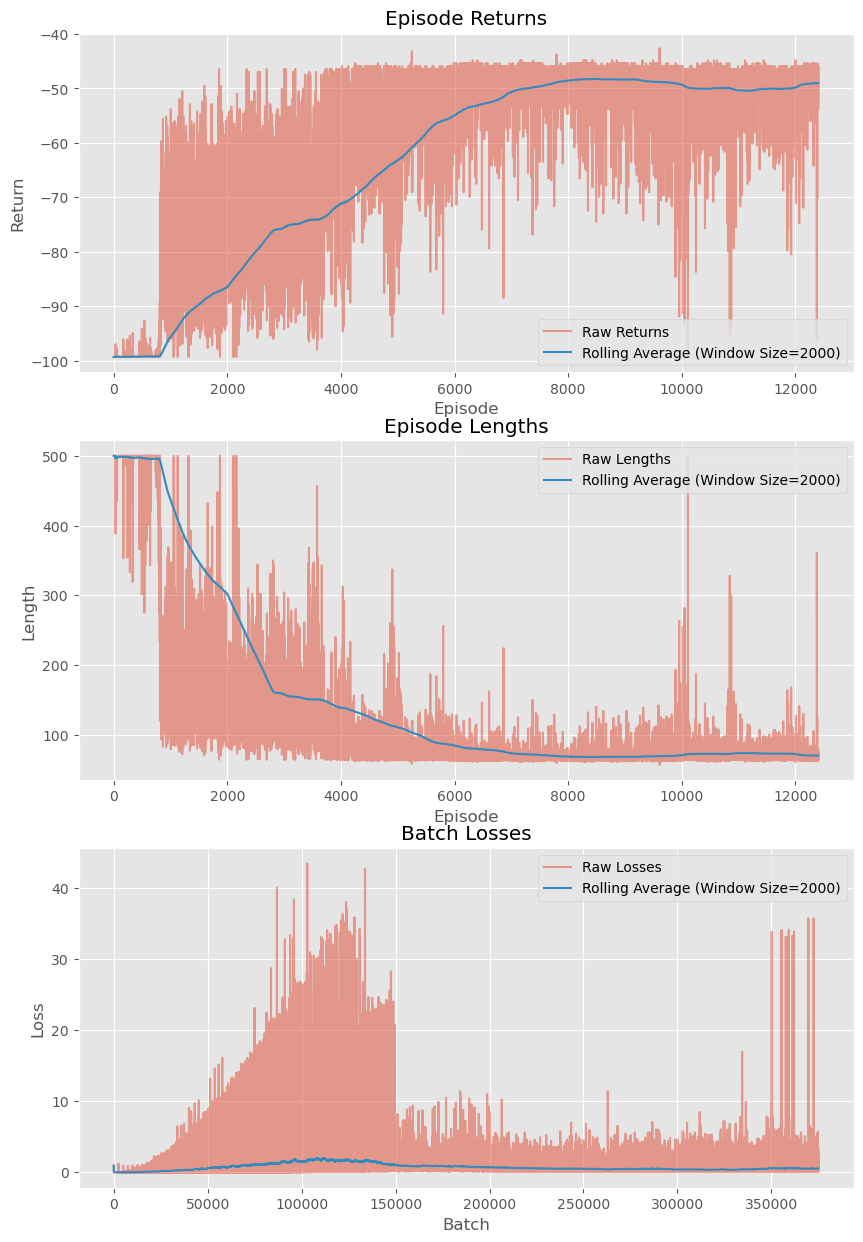 Episode Returns
−40
−50
−60
−70
−80
−90
−100
Return
Raw Returns
Rolling Average (Window Size=2000)
0 2000 4000 6000 8000 10000 12000
Episode
Episode Lengths
500
400
300
200
100
Length
Raw Lengths
Rolling Average (Window Size=2000)
0 2000 4000 6000 8000 10000 12000
Episode
Batch Losses
40
30
20
10
0
Loss
Raw Losses
Rolling Average (Window Size=2000)
0 50000 100000 150000 200000 250000 300000 350000
Batch